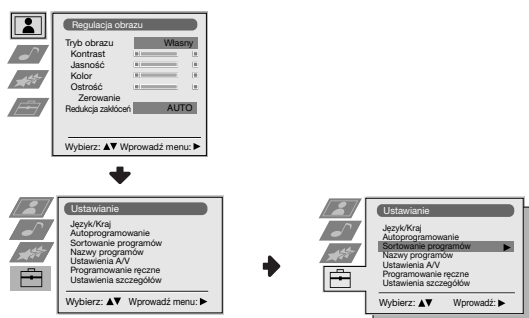 Regulacja obrazu
Tryb obrazu Własny
Kontrast
Jasność
Kolor
Ostrość
Zerowanie
Redukcja zakłóceń AUTO
Wybierz: ▲▼ Wprowadź menu: ▶
Ustawianie
Język/Kraj
Autoprogramowanie
Sortowanie programów
Nazwy programów
Ustawienia A/V
Programowanie ręczne
Ustawienia szczegółów
Wybierz: ▲▼ Wprowadź menu: ▶
Ustawianie
Język/Kraj
Autoprogramowanie
Sortowanie programów ▶
Nazwy programów
Ustawienia A/V
Programowanie ręczne
Ustawienia szczegółów
Wybierz: ▲▼ Wprowadź: ▶